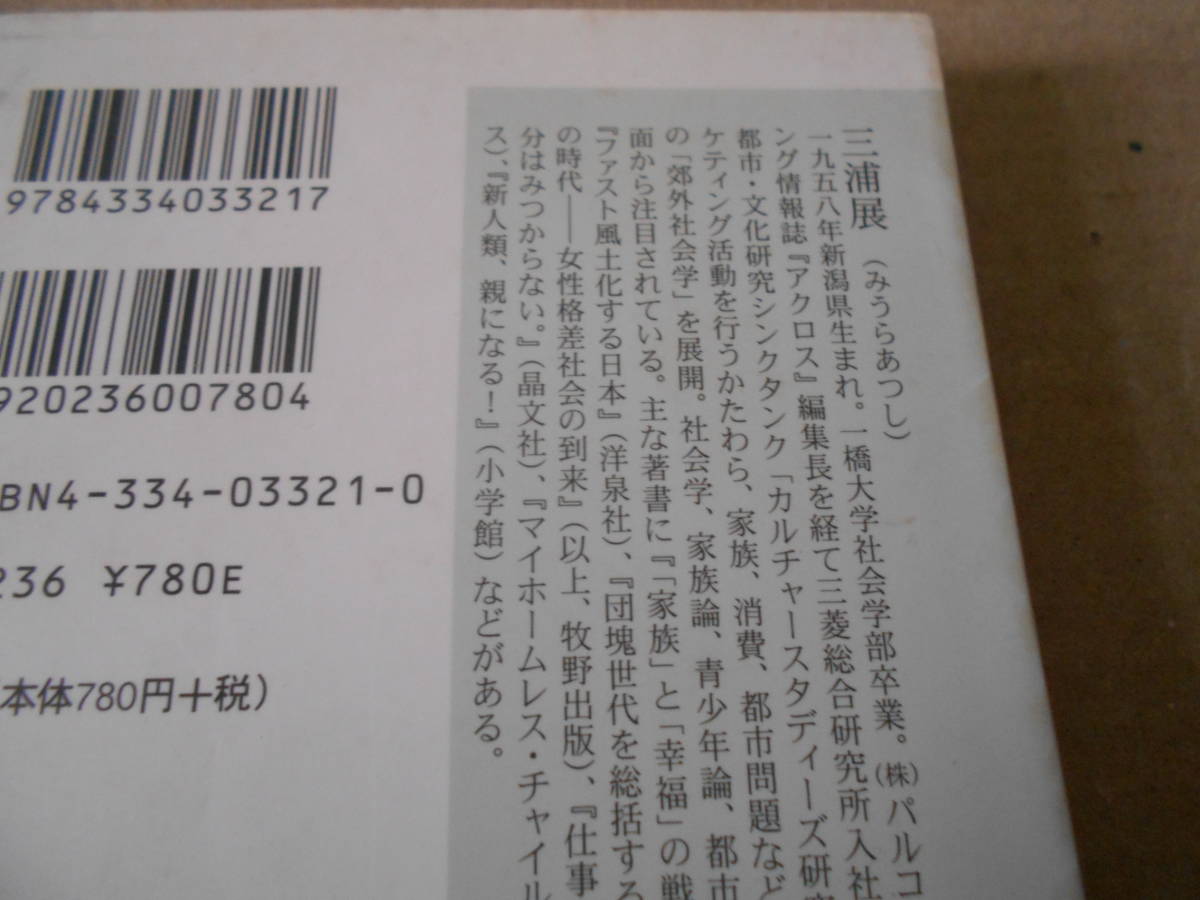 9784334033217
920236007804
BN4-334-03321-0
236 ¥780E
本体780円+税)
三浦展 (みうらあつし)
一九五八年新潟県生まれ。一橋大学社会学部卒業。(株)パルコ
ング情報誌『アクロス』編集長を経て三菱総合研究所入社
都市・文化研究シンクタンク「カルチャースタディーズ研究
ケティング活動を行うかたわら、家族、消費、都市問題など
の「郊外社会学」を展開。社会学、家族論、青少年論、都市
面から注目されている。主な著書に『「家族」と「幸福」の戦
『ファスト風土化する日本』(洋泉社)、『団塊世代を総括する
の時代――女性格差社会の到来』(以上、牧野出版)、『仕事
分はみつからない。』(晶文社)、『マイホームレス・チャイル
ス』、『新人類、親になる!』(小学館)などがある。